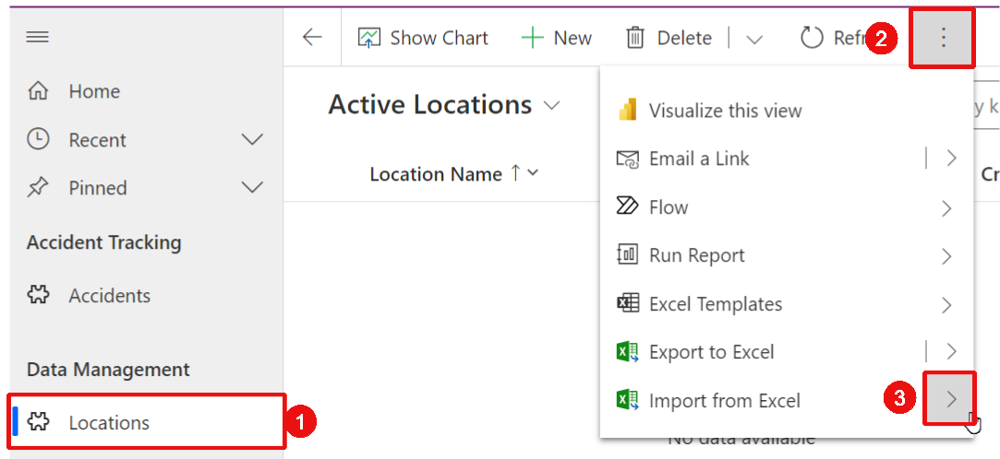 Show Chart
New
Delete
Refr
2
Home
Recent
Pinned
Accident Tracking
Accidents
Data Management
Locations
1
Active Locations
y k
Location Name
Cr
Visualize this view
Email a Link
Flow
Run Report
Excel Templates
Export to Excel
Import from Excel
3
No data available